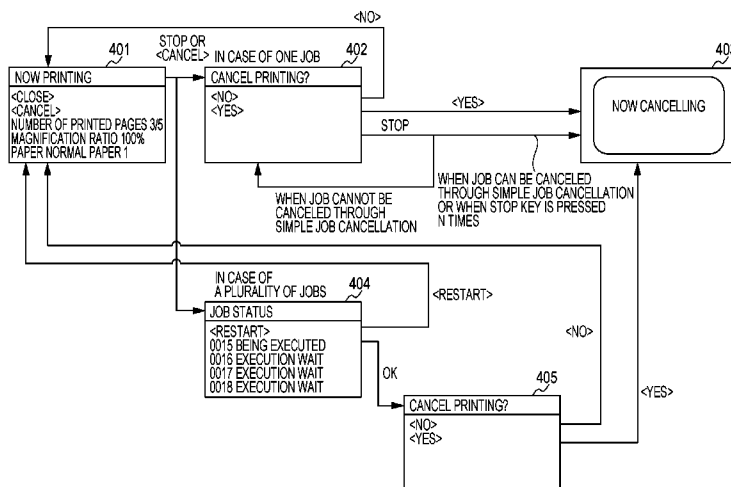 <NO>
STOP OR
<CANCEL>
401
IN CASE OF ONE JOB
402
403
NOW PRINTING
<CLOSE>
<CANCEL>
NUMBER OF PRINTED PAGES 3/5
MAGNIFICATION RATIO 100%
PAPER NORMAL PAPER 1
CANCEL PRINTING?
<NO>
<YES>
<YES>
STOP
NOW CANCELLING
WHEN JOB CANNOT BE
CANCELED THROUGH
SIMPLE JOB CANCELLATION
WHEN JOB CAN BE CANCELED
THROUGH SIMPLE JOB CANCELLATION
OR WHEN STOP KEY IS PRESSED
N TIMES
IN CASE OF
A PLURALITY OF JOBS
404
<RESTART>
<NO>
JOB STATUS
<RESTART>
0015 BEING EXECUTED
0016 EXECUTION WAIT
0017 EXECUTION WAIT
0018 EXECUTION WAIT
OK
405
<YES>
CANCEL PRINTING?
<NO>
<YES>